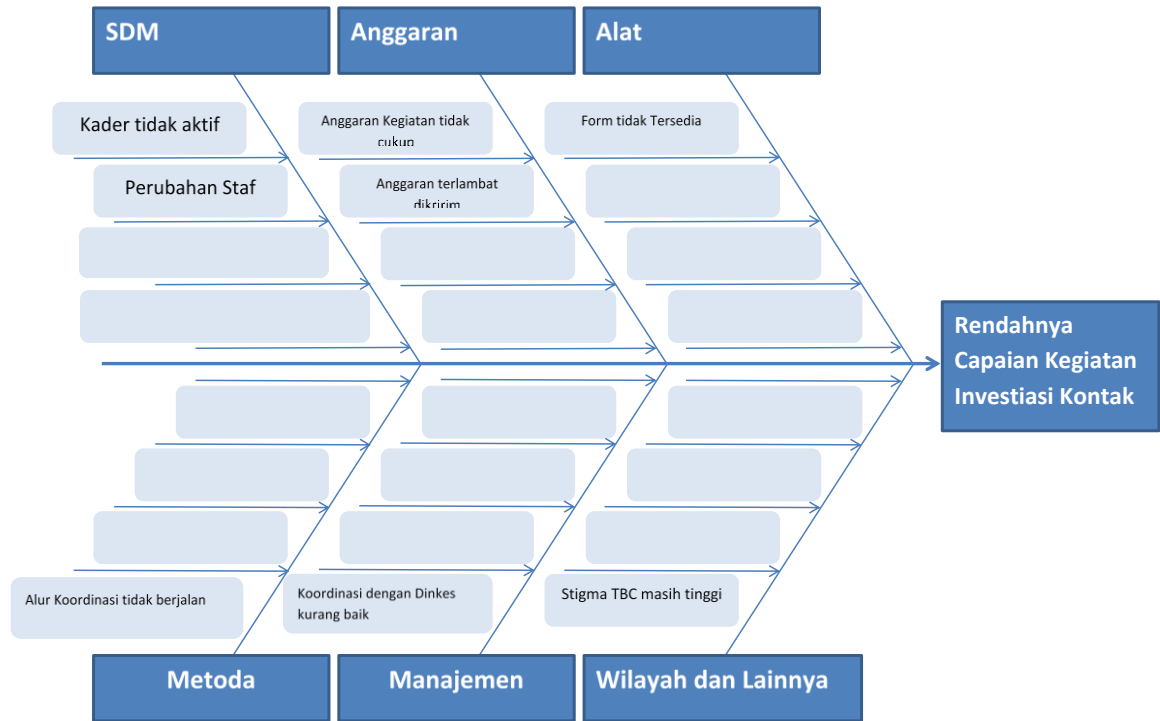 SDM
Anggaran
Alat
Kader tidak aktif
Anggaran Kegiatan tidak
cukup
Form tidak Tersedia
Perubahan Staf
Anggaran terlambat
dikririm
Rendahnya
Capaian Kegiatan
Investiasi Kontak
Alur Koordinasi tidak berjalan
Koordinasi dengan Dinkes
kurang baik
Stigma TBC masih tinggi
Metoda
Manajemen
Wilayah dan Lainnya